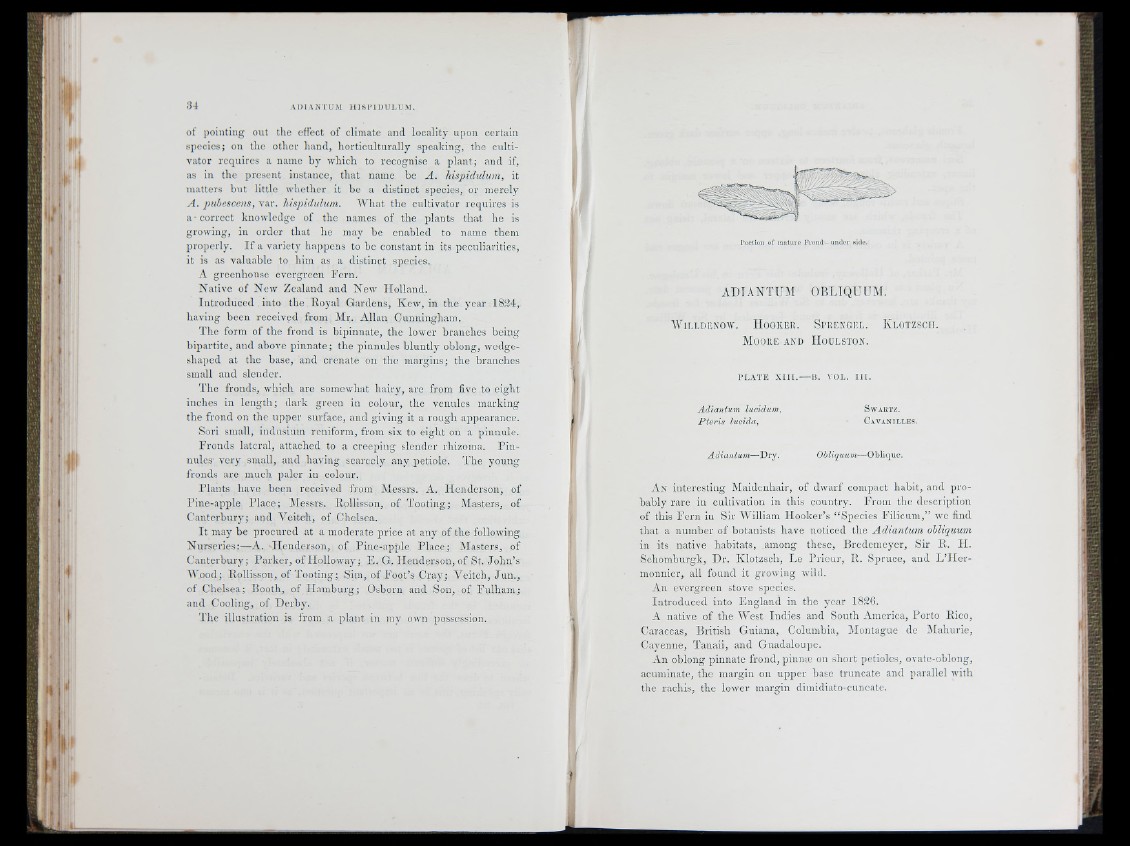 34 ADIANTUM HISPIDULUM.
of pointing out the effect of climate and locality upon certain
species; on the other hand, horticulturally speaking, the culti-
vator requires a name by which to recognise a plant; and if,
as in the present instance, that name be A. hispidulum, it
matters but little whether it be a distinct species, or merely
A. pubescens, var. hispidulum. What the cultivator requires is
a correct knowledge of the names of the plants that he is
growing, in order that he may be enabled to name them
properly. If a variety happens to be constant in its peculiarities,
it is as valuable to him as a distinct species.
A greenhouse evergreen Fern.
Native of New Zealand and New Holland.
Introduced into the Royal Gardens, Kew, in the year 1824,
having been received from Mr. Allan Cunningham.
The form of the frond is bipinnate, the lower branches being
bipartite, and above pinnate; the pinnules bluntly oblong, wedge-
shaped at the base, and crenate on the margins; the branches
small and slender.
The fronds, which are somewhat hairy, are from five to eight
inches in length; dark green in colour, the venules marking
the frond on the upper surface, and giving it a rough appearance.
Sori small, indusium reniform, from six to eight on a pinnule.
Fronds lateral, attached to a creeping slender rhizoma. Pin-
nules very small, and having scarcely any petiole. The young
fronds are much paler in colour.
Plants have been received from Messrs. A. Henderson, of
Pine-apple Place; Messrs. Rollisson, of Tooting; Masters, of
Canterbury; and Veitch, of Chelsea.
It may be procured at a moderate price at any of the following
Nurseries:—A. Henderson, of Pine-apple Place; Masters, of
Canterbury; Parker, of Holloway; E. G. Henderson, of St. John's
Wood; Rollisson, of Tooting; Sim, of Foot's Cray; Veitch, Jun.,
of Chelsea; Booth, of Hamburg; Osborn and Son, of Fulham;
and Cooling, of Derby.
The illustration is from a plant in my own possession.
Portion of mature Frond—under side.
ADIANTUM OBLIQUUM.
WILLDENOW. HOOKER. SPRENGEL. KLOTZSCH.
MOORE AND HOULSTON.
PLATE XIII.—B. VOL. III.
Adiantum lucidum, SWARTZ.
Pteris lucida, CAVANILLES.
Adiantum—Dry. Obliquum—Oblique.
AN interesting Maidenhair, of dwarf compact habit, and pro-
bably rare in cultivation in this country. From the description
of this Fern in Sir William Hooker's "Species Filicum," we find
that a number of botanists have noticed the Adiantum obliquum
in its native habitats, among these, Bredemeyer, Sir R. H.
Schomburgk, Dr. Klotzsch, Le Prieur, R. Spruce, and L'Her-
monnier, all found it growing wild.
An evergreen stove species.
Introduced into England in the year 1826.
A native of the West Indies and South America, Porto Rico,
Caraccas, British Guiana, Columbia, Montague de Mahurie,
Cayenne, Tanaii, and Guadaloupe.
An oblong pinnate frond, pinnæ on short petioles, ovate-oblong,
acuminate, the margin on upper base truncate and parallel with
the rachis, the lower margin dimidiato-cuneate.